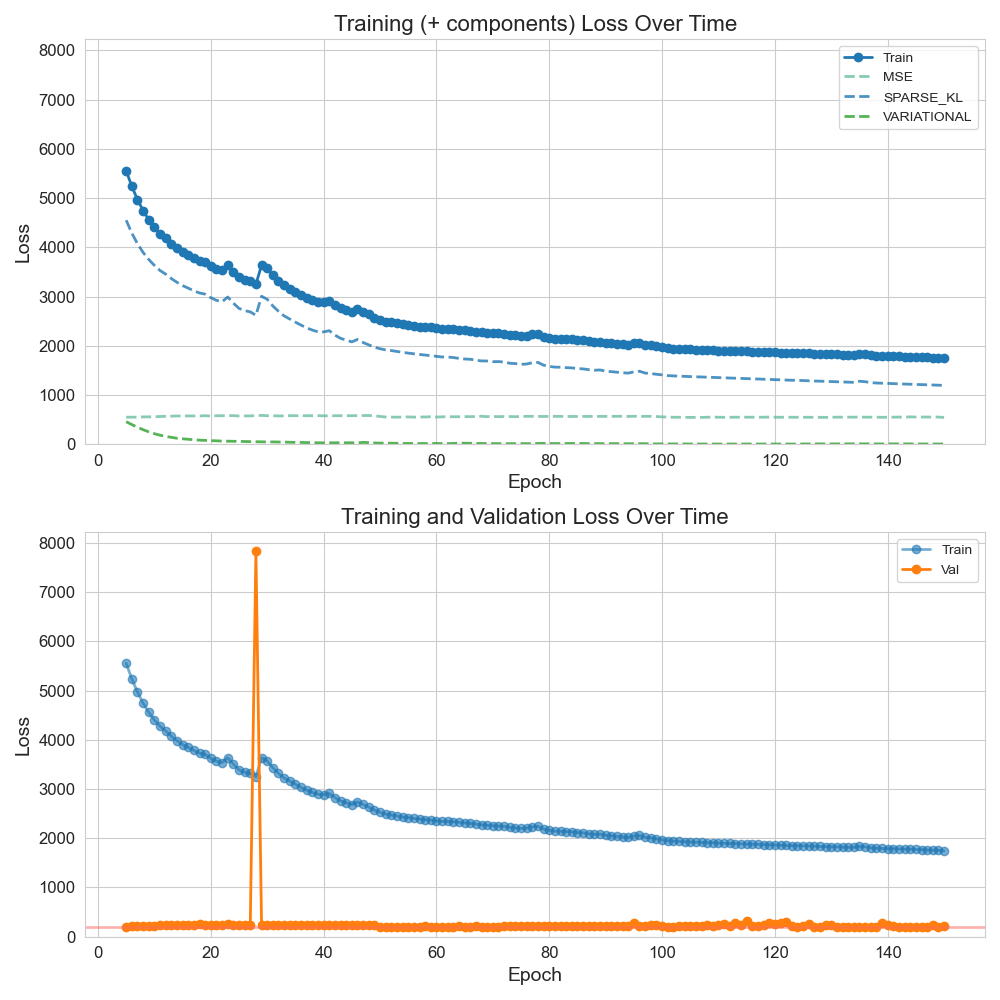 Training (+ components) Loss Over Time
8000
7000
6000
5000
4000
3000
2000
1000
0
Loss
Train
MSE
SPARSE_KL
VARIATIONAL
0 20 40 60 80 100 120 140
Epoch
Training and Validation Loss Over Time
8000
7000
6000
5000
4000
3000
2000
1000
0
Loss
Train
Val
0 20 40 60 80 100 120 140
Epoch